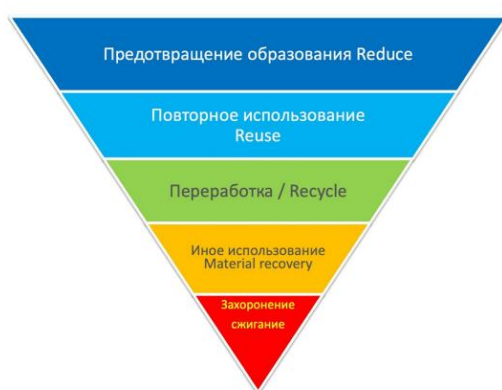 Предотвращение образования Reduce
Повторное использование
Reuse
Переработка / Recycle
Иное использование
Material recovery
Захоронение
сжигание